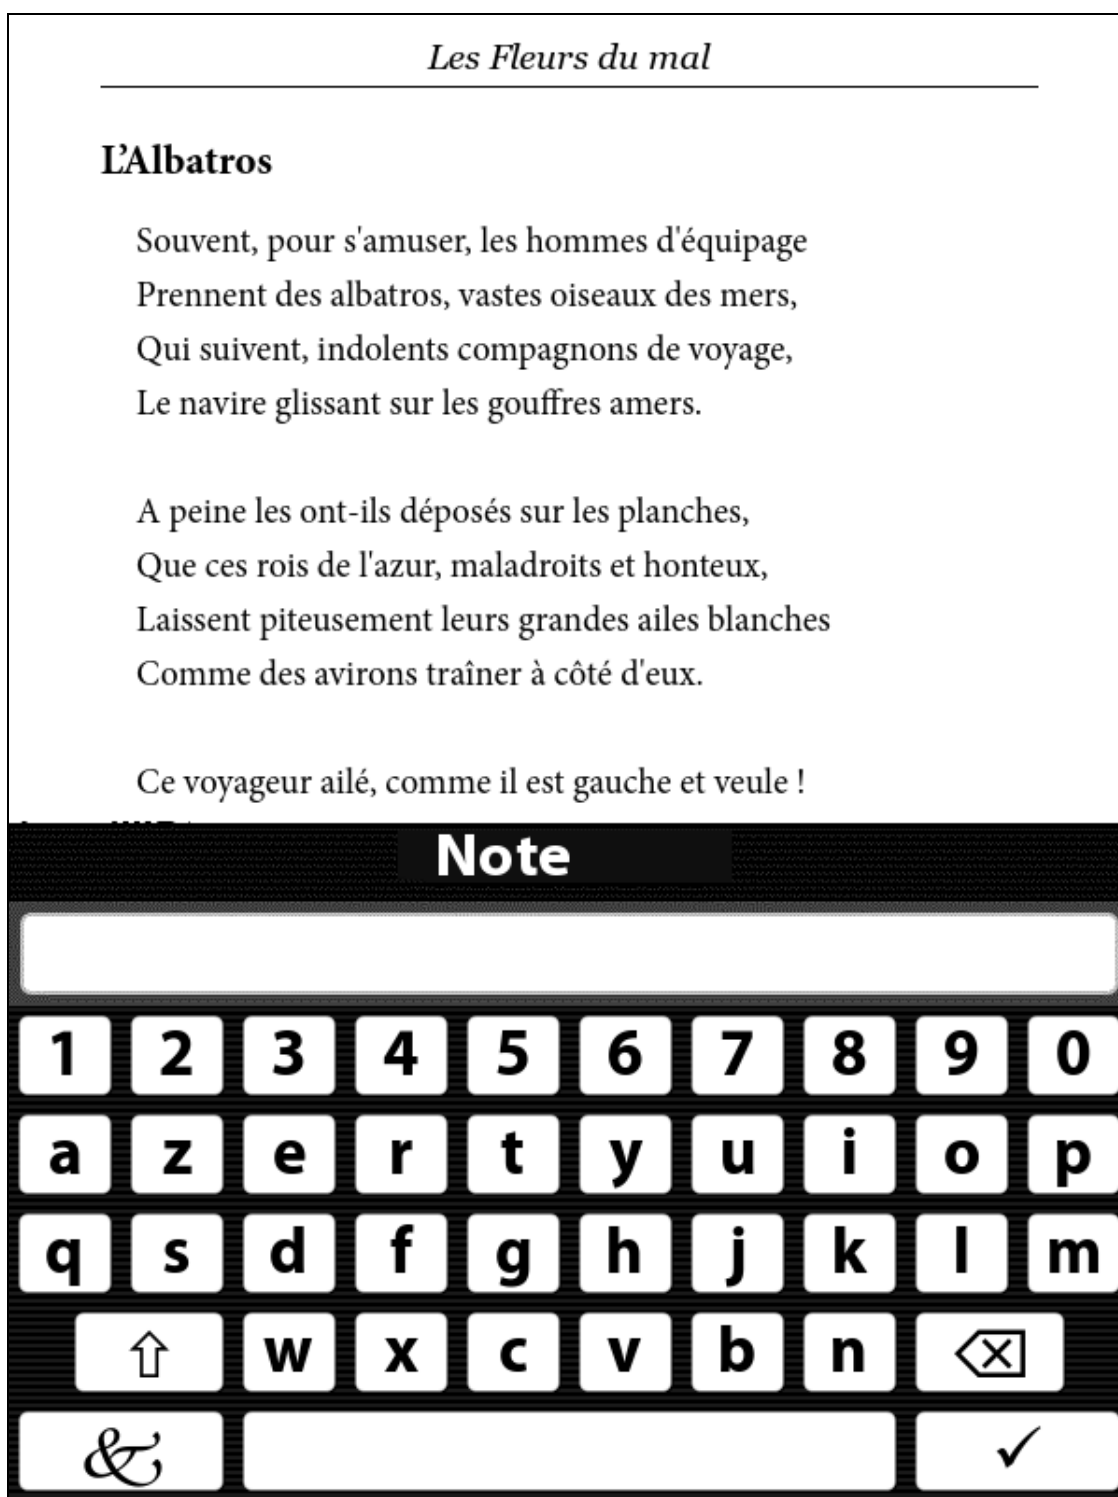 Les Fleurs du mal
L’Albatros
Souvent, pour s'amuser, les hommes d'équipage
Prennent des albatros, vastes oiseaux des mers,
Qui suivent, indolents compagnons de voyage,
Le navire glissant sur les gouffres amers.
A peine les ont-ils déposés sur les planches,
Que ces rois de l'azur, maladroits et honteux,
Laissent piteusement leurs grandes ailes blanches
Comme des avirons traîner à côté d'eux.
Ce voyageur ailé, comme il est gauche et veule !
Note
1 2 3 4 5 6 7 8 9 0
a z e r t y u i o p
q s d f g h j k l m
⇧ w x c v b n ⌫
& ✓